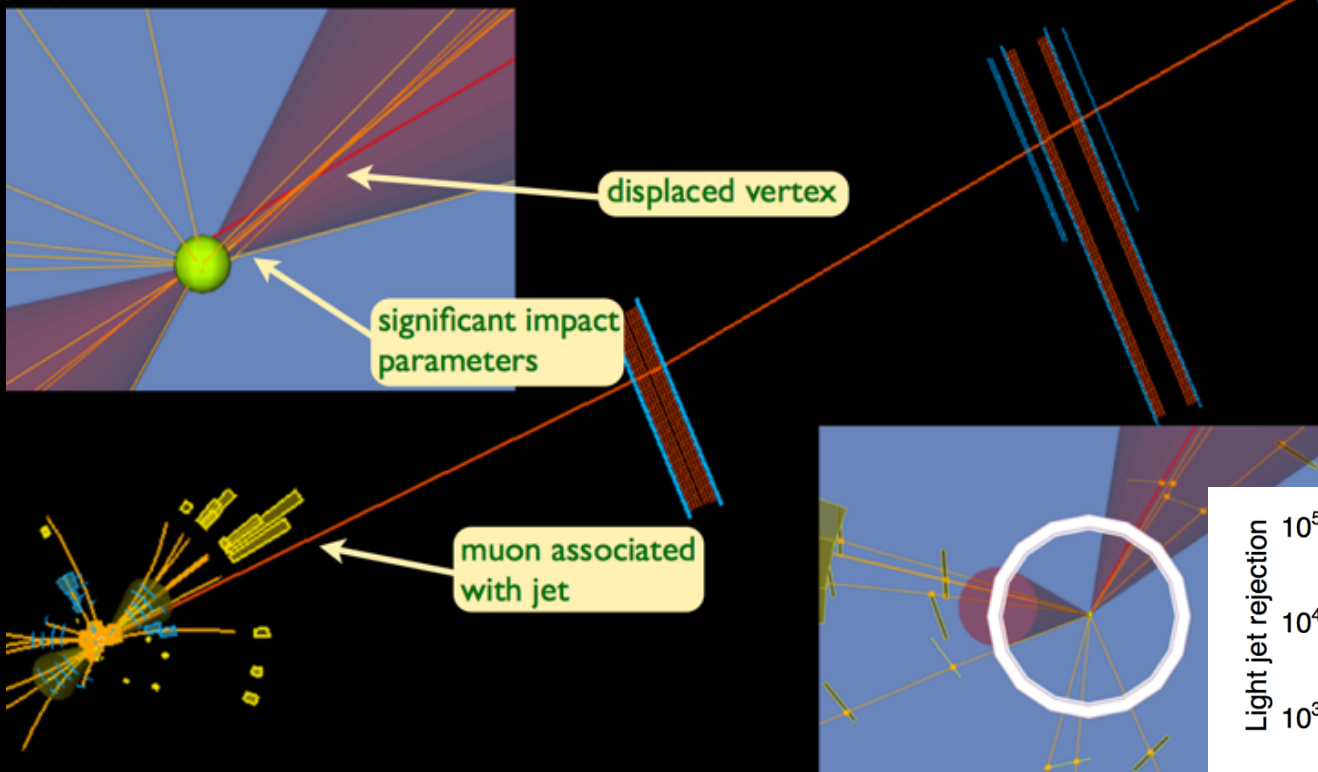 displaced vertex
significant impact
parameters
muon associated
with jet
Light jet rejection
10⁵
10⁴
10³